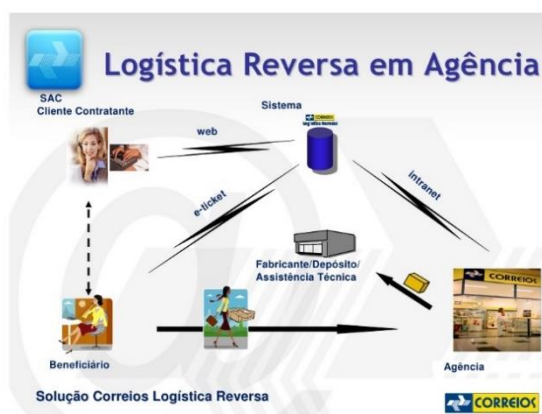 Logística Reversa em Agência
SAC
Cliente Contratante
Sistema
CORREIOS
web
e-ticket
intranet
Fabricante/Depósito/
Assistência Técnica
CORREIOS
Beneficiário
Agência
Solução Correios Logística Reversa
CORREIOS